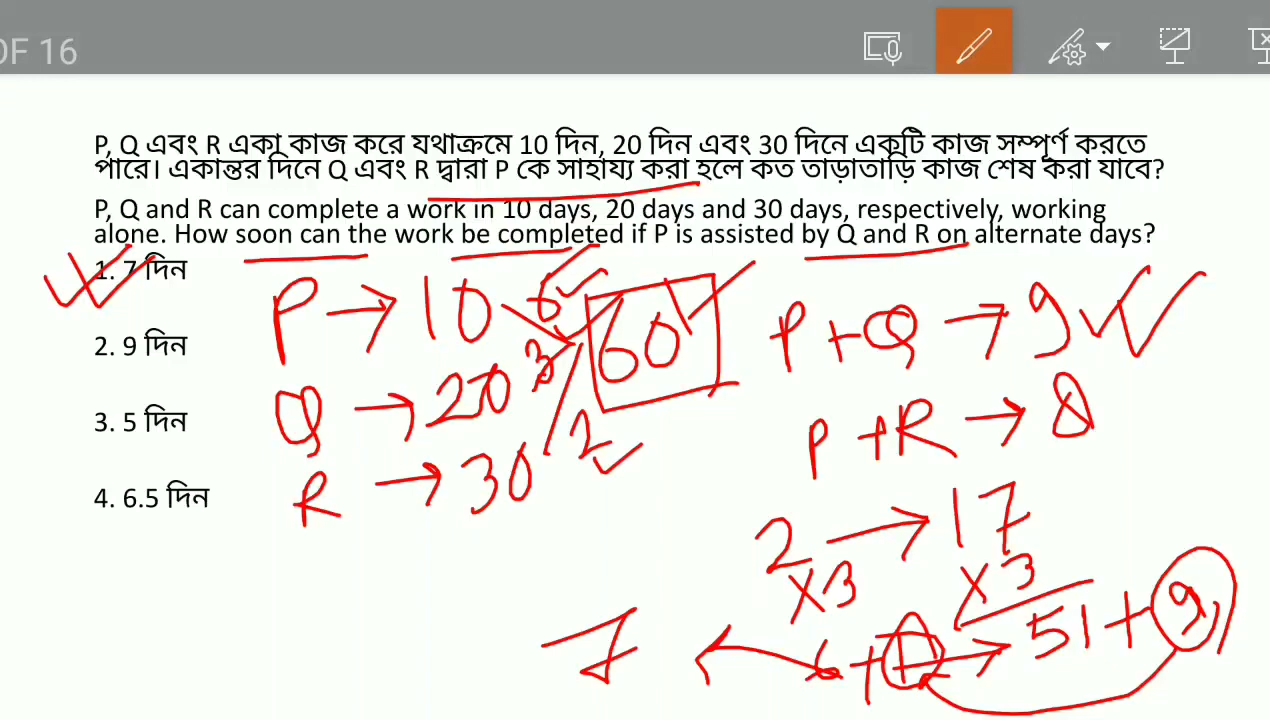 OF 16
P, Q এবং R একা কাজ করে যথাক্রমে 10 দিন, 20 দিন এবং 30 দিনে একটি কাজ সম্পূর্ণ করতে
পারে। একান্তর দিনে Q এবং R দ্বারা P কে সাহায্য করা হলে কত তাড়াতাড়ি কাজ শেষ করা যাবে?
P, Q and R can complete a work in 10 days, 20 days and 30 days, respectively, working
alone. How soon can the work be completed if P is assisted by Q and R on alternate days?
1. 7 দিন
P → 10 6 60 P+Q → 9
2. 9 দিন
Q → 20 3
3. 5 দিন
P+R → 8
R → 30 2
4. 6.5 দিন
2 → 17
×3 ×3
7 ← 6+1 → 51+9